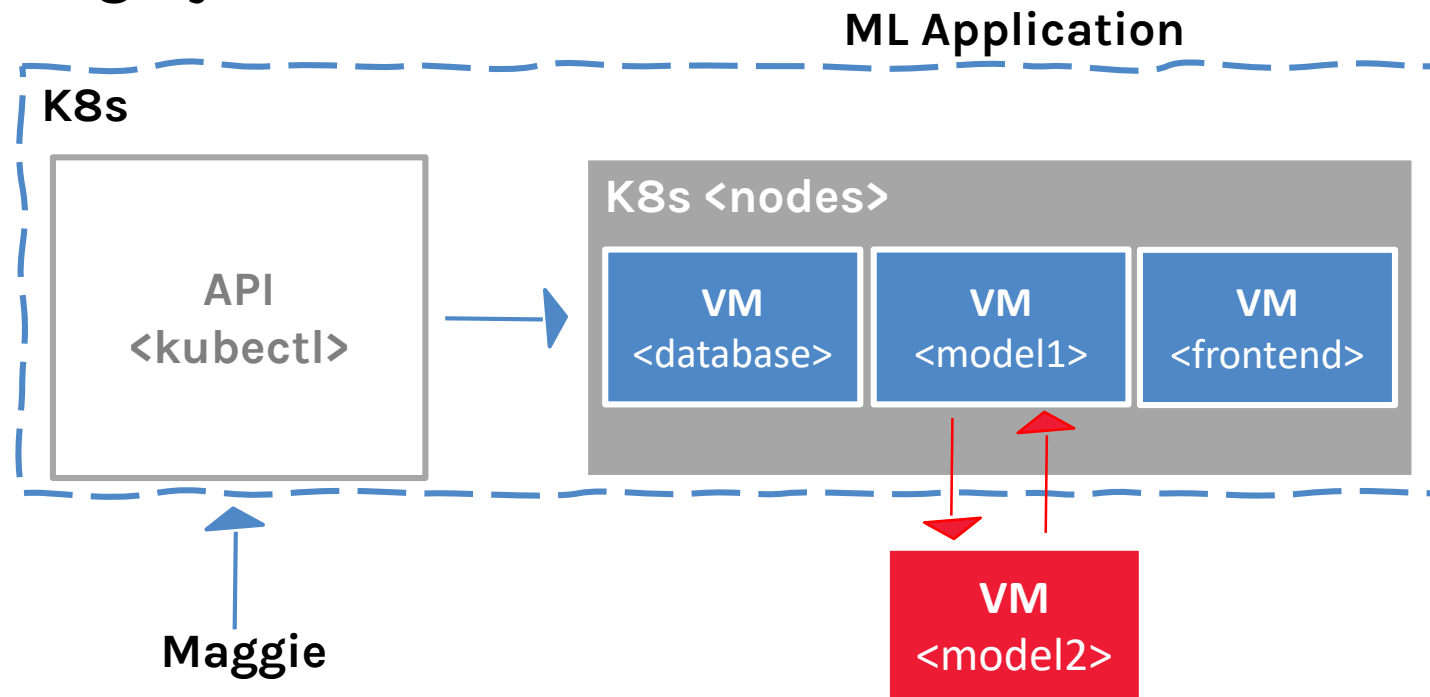 ML Application
K8s
API
<kubectl>
K8s <nodes>
VM
<database>
VM
<model1>
VM
<frontend>
Maggie
VM
<model2>